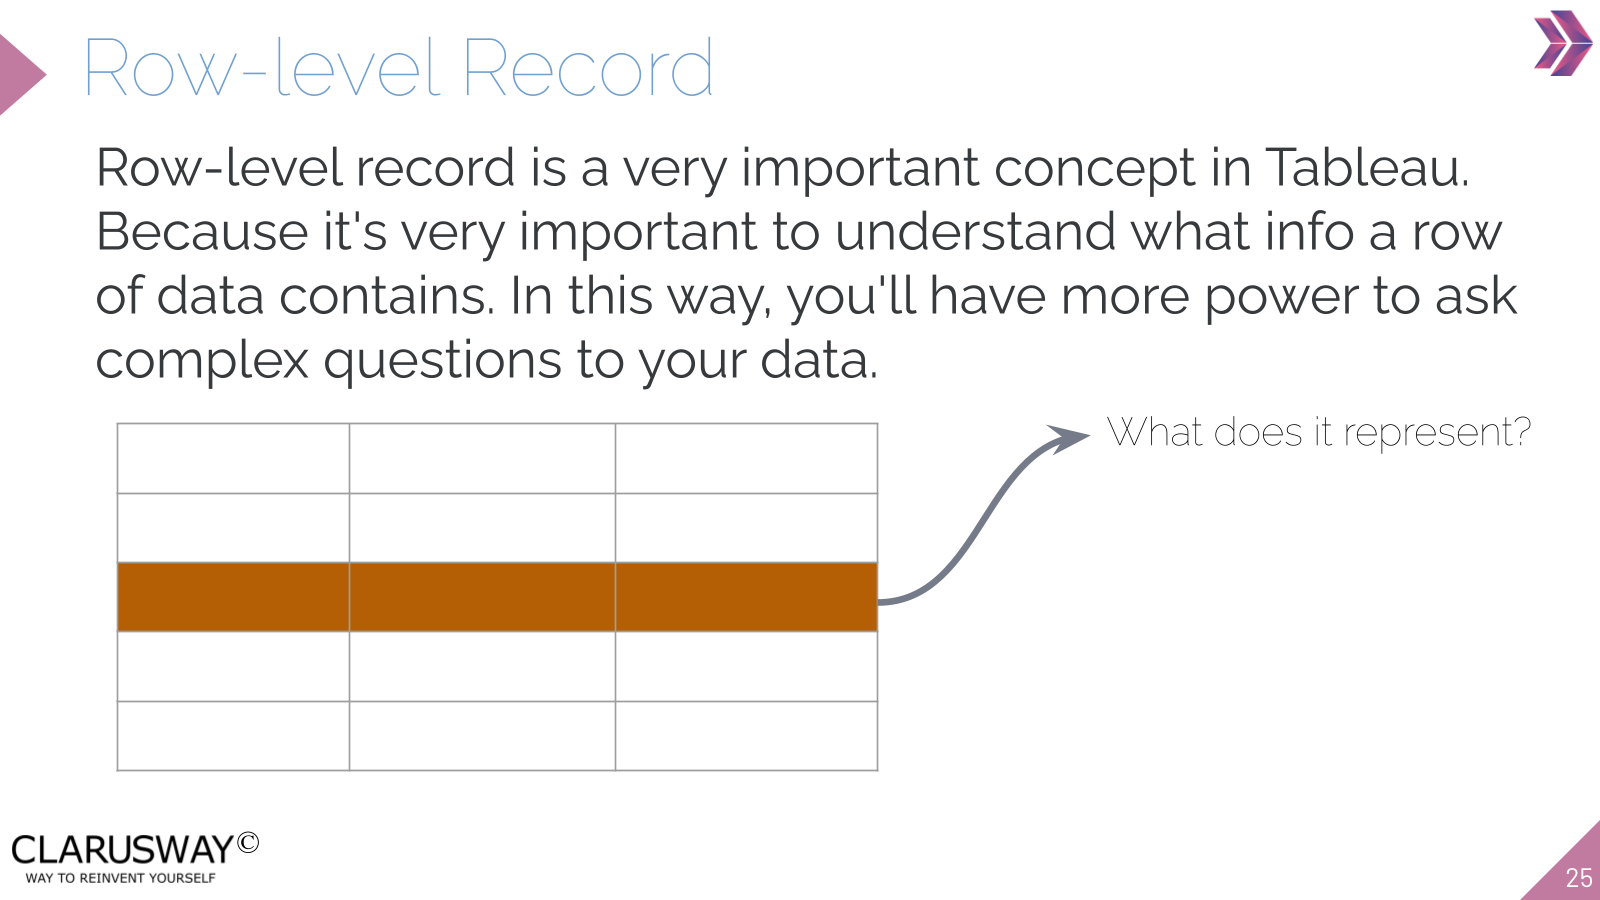 Row-level Record
Row-level record is a very important concept in Tableau.
Because it's very important to understand what info a row
of data contains. In this way, you'll have more power to ask
complex questions to your data.
What does it represent?
CLARUSWAY©
WAY TO REINVENT YOURSELF
25